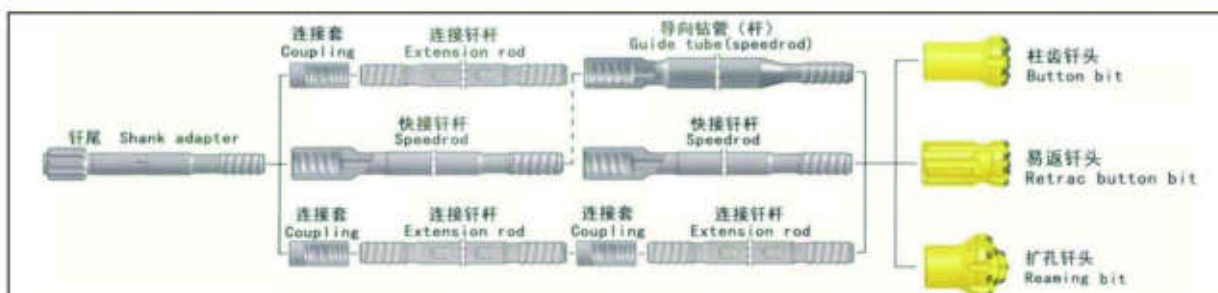 连接套
Coupling
连接钎杆
Extension rod
导向钻管（杆）
Guide tube(speedrod)
柱齿钎头
Button bit
钎尾 Shank adapter
快接钎杆
Speedrod
快接钎杆
Speedrod
易返钎头
Retrac button bit
连接套
Coupling
连接钎杆
Extension rod
连接套
Coupling
连接钎杆
Extension rod
扩孔钎头
Reaming bit